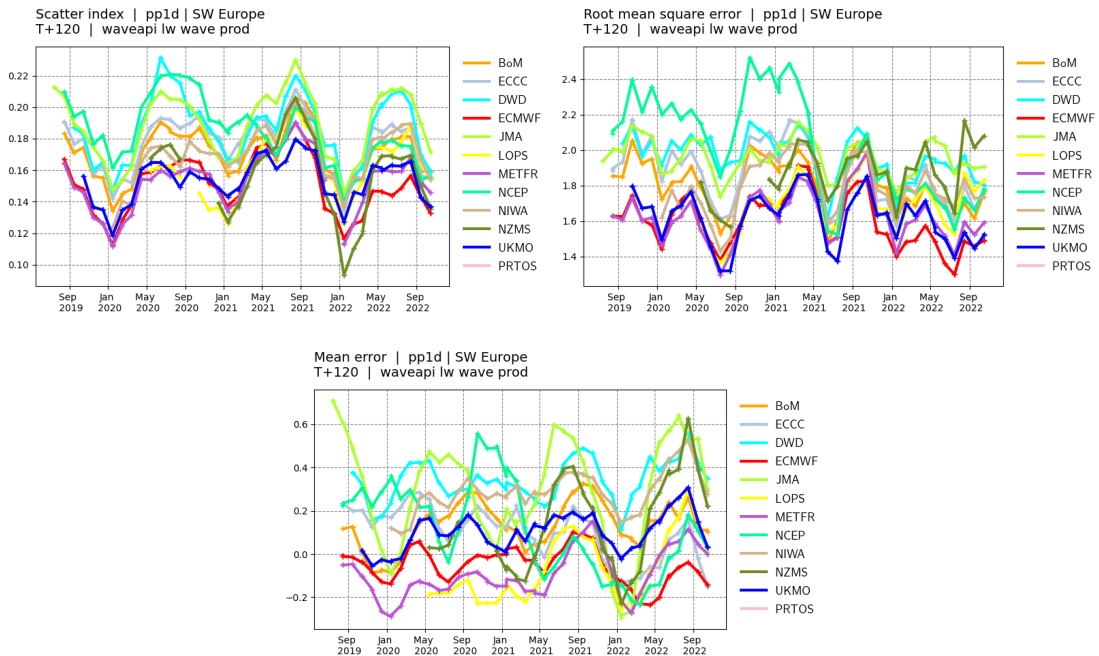 Scatter index | pp1d | SW Europe
T+120 | waveapi lw wave prod
0.22
0.20
0.18
0.16
0.14
0.12
0.10
Sep 2019
Jan 2020
May 2020
Sep 2020
Jan 2021
May 2021
Sep 2021
Jan 2022
May 2022
Sep 2022
BoM
ECCC
DWD
ECMWF
JMA
LOPS
METFR
NCEP
NIWA
NZMS
UKMO
PRTOS
Root mean square error | pp1d | SW Europe
T+120 | waveapi lw wave prod
2.4
2.2
2.0
1.8
1.6
1.4
Sep 2019
Jan 2020
May 2020
Sep 2020
Jan 2021
May 2021
Sep 2021
Jan 2022
May 2022
Sep 2022
BoM
ECCC
DWD
ECMWF
JMA
LOPS
METFR
NCEP
NIWA
NZMS
UKMO
PRTOS
Mean error | pp1d | SW Europe
T+120 | waveapi lw wave prod
0.6
0.4
0.2
0.0
−0.2
Sep 2019
Jan 2020
May 2020
Sep 2020
Jan 2021
May 2021
Sep 2021
Jan 2022
May 2022
Sep 2022
BoM
ECCC
DWD
ECMWF
JMA
LOPS
METFR
NCEP
NIWA
NZMS
UKMO
PRTOS